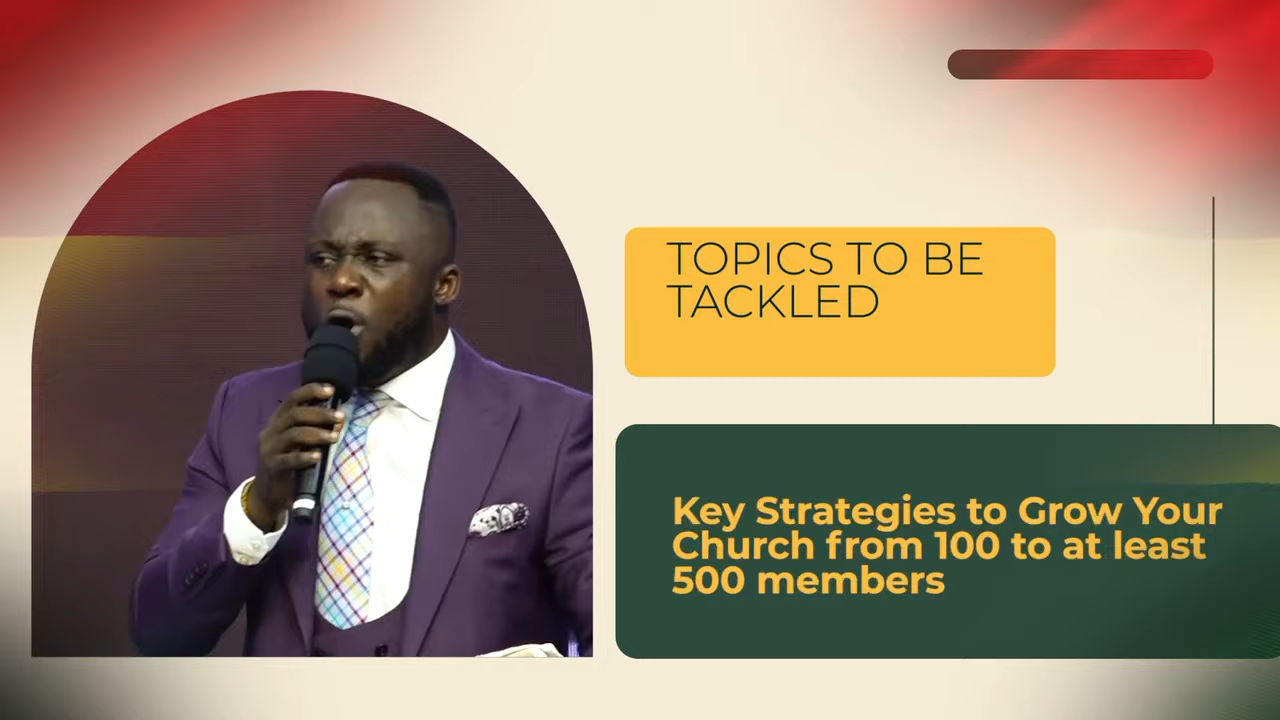 TOPICS TO BE
TACKLED
Key Strategies to Grow Your
Church from 100 to at least
500 members